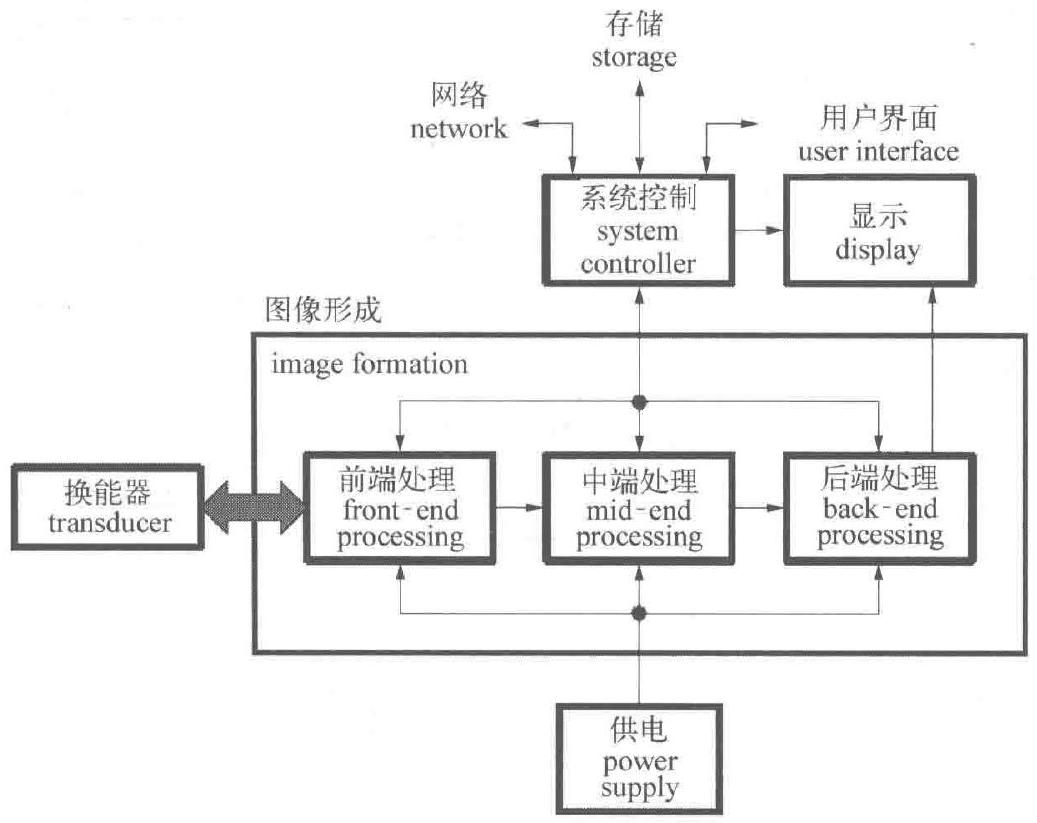 存储
storage
网络
network
用户界面
user interface
系统控制
system
controller
显示
display
图像形成
image formation
换能器
transducer
前端处理
front-end
processing
中端处理
mid-end
processing
后端处理
back-end
processing
供电
power
supply